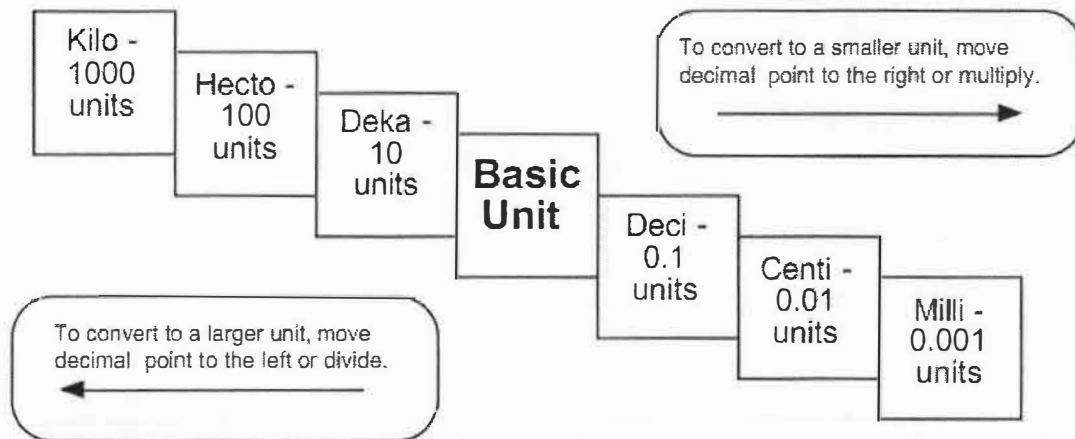 Kilo -
1000
units
Hecto -
100
units
Deka -
10
units
Basic
Unit
Deci -
0.1
units
Centi -
0.01
units
Milli -
0.001
units
To convert to a smaller unit, move
decimal point to the right or multiply.
To convert to a larger unit, move
decimal point to the left or divide.